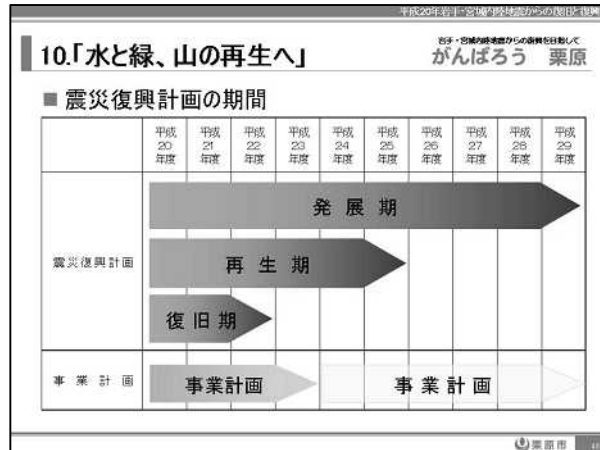 平成20年岩手・宮城内陸地震からの復旧と復興
10.「水と緑、山の再生へ」
岩手・宮城内陸地震からの復興を目指して
がんばろう 栗原
■ 震災復興計画の期間
平成20年度 平成21年度 平成22年度 平成23年度 平成24年度 平成25年度 平成26年度 平成27年度 平成28年度 平成29年度
発展期
震災復興計画
再生期
復旧期
事業計画 事業計画 事業計画
栗原市